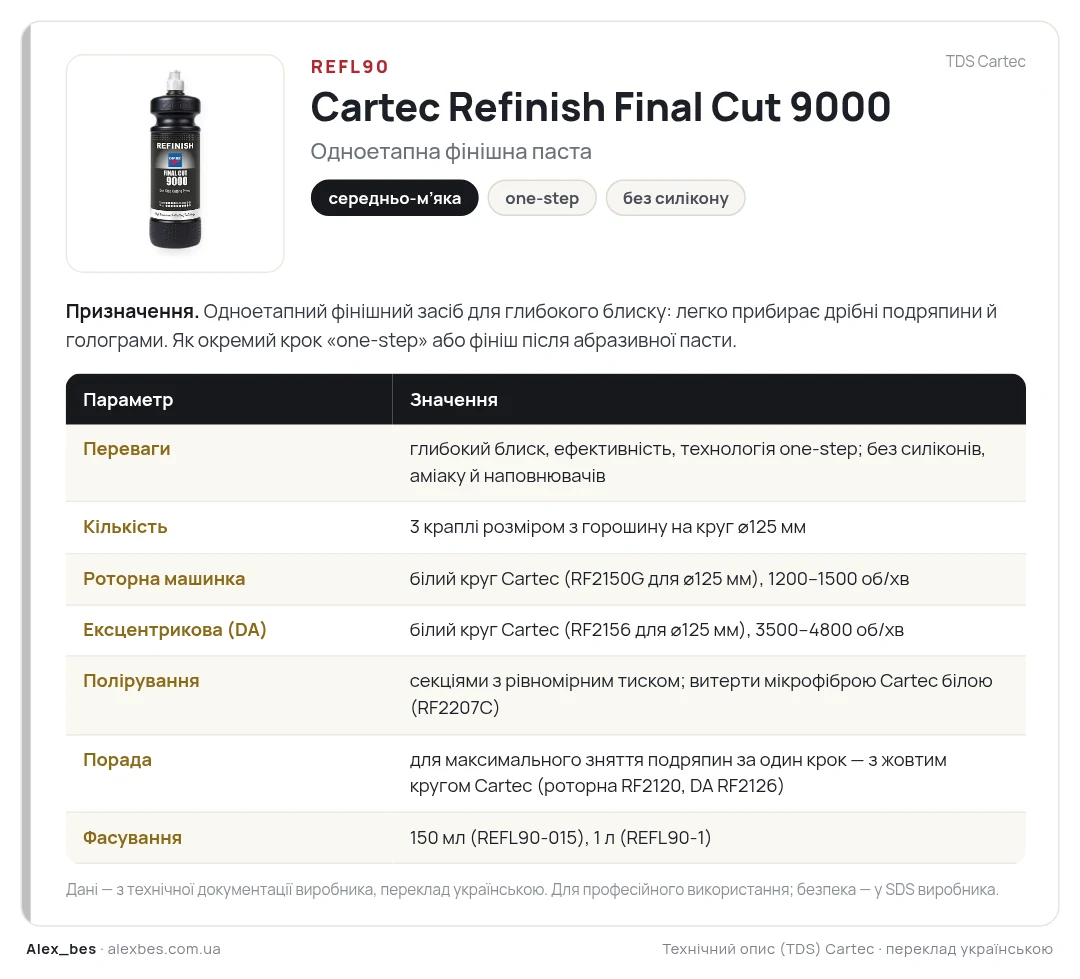 REFL90
TDS Cartec
Cartec Refinish Final Cut 9000
Одноетапна фінішна паста
середньо-м’яка
one-step
без силікону
REFINISH
FINAL CUT
9000
Призначення. Одноетапний фінішний засіб для глибокого блиску: легко прибирає дрібні подряпини й
голограми. Як окремий крок «one-step» або фініш після абразивної пасти.
Параметр
Значення
Переваги
глибокий блиск, ефективність, технологія one-step; без силіконів,
аміаку й наповнювачів
Кількість
3 краплі розміром з горошину на круг ⌀125 мм
Роторна машинка
білий круг Cartec (RF2150G для ⌀125 мм), 1200–1500 об/хв
Ексцентрикова (DA)
білий круг Cartec (RF2156 для ⌀125 мм), 3500–4800 об/хв
Полірування
секціями з рівномірним тиском; витерти мікрофіброю Cartec білою
(RF2207C)
Порада
для максимального зняття подряпин за один крок — з жовтим
кругом Cartec (роторна RF2120, DA RF2126)
Фасування
150 мл (REFL90-015), 1 л (REFL90-1)
Дані — з технічної документації виробника, переклад українською. Для професійного використання; безпека — у SDS виробника.
Alex_bes · alexbes.com.ua
Технічний опис (TDS) Cartec · переклад українською